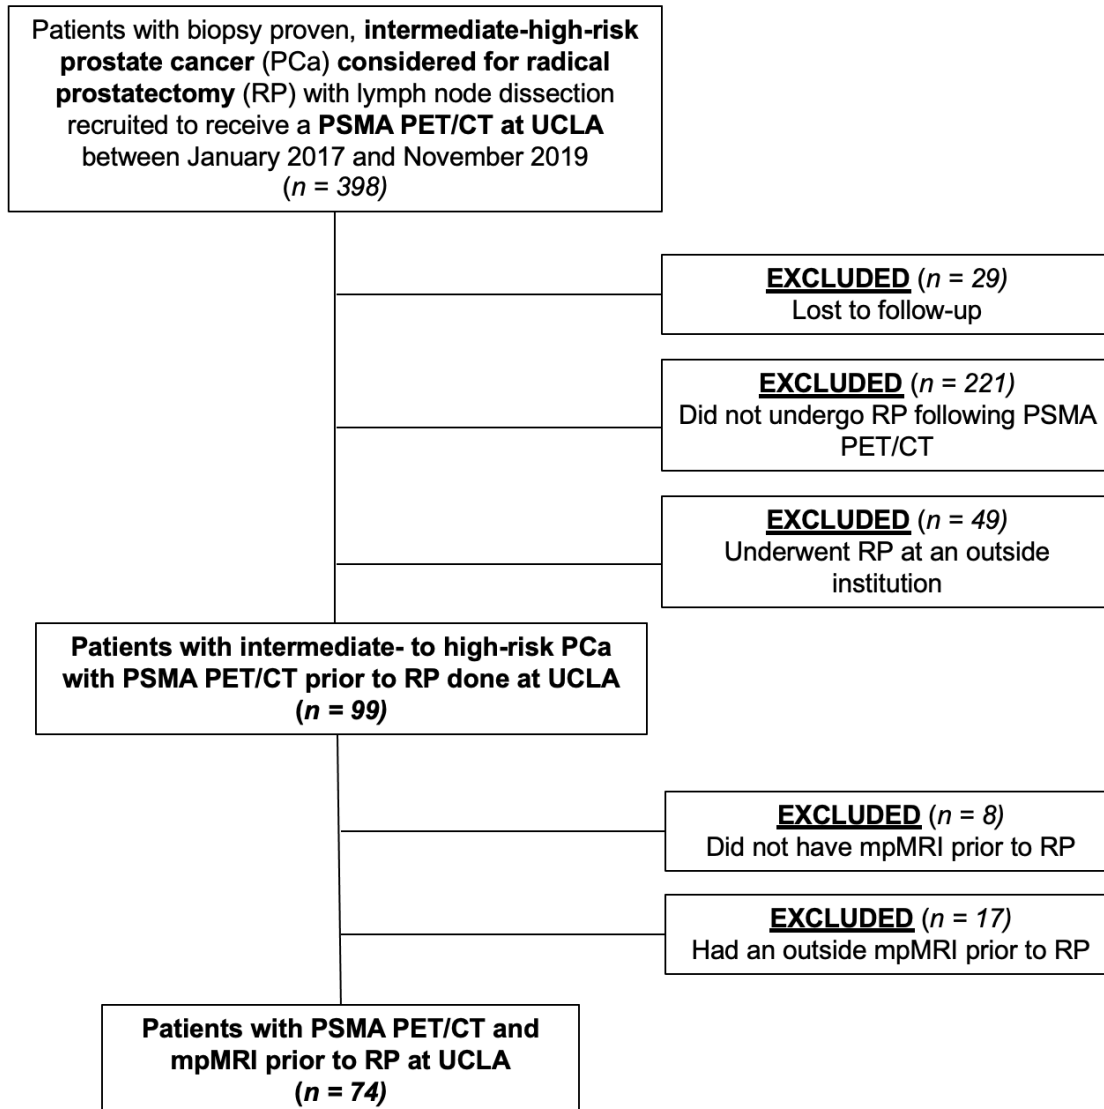 Patients with biopsy proven, intermediate-high-risk
prostate cancer (PCa) considered for radical
prostatectomy (RP) with lymph node dissection
recruited to receive a PSMA PET/CT at UCLA
between January 2017 and November 2019
(n = 398)
EXCLUDED (n = 29)
Lost to follow-up
EXCLUDED (n = 221)
Did not undergo RP following PSMA
PET/CT
EXCLUDED (n = 49)
Underwent RP at an outside
institution
Patients with intermediate- to high-risk PCa
with PSMA PET/CT prior to RP done at UCLA
(n = 99)
EXCLUDED (n = 8)
Did not have mpMRI prior to RP
EXCLUDED (n = 17)
Had an outside mpMRI prior to RP
Patients with PSMA PET/CT and
mpMRI prior to RP at UCLA
(n = 74)